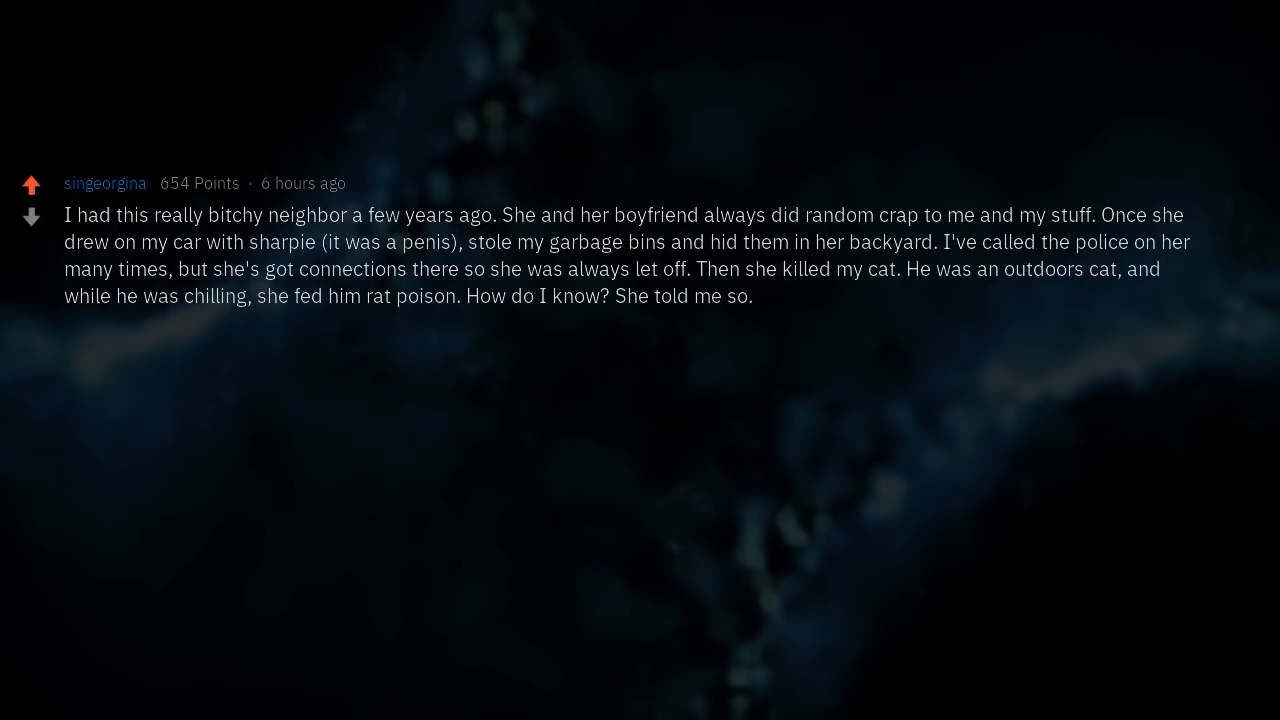 singeorgina 654 Points · 6 hours ago
I had this really bitchy neighbor a few years ago. She and her boyfriend always did random crap to me and my stuff. Once she
drew on my car with sharpie (it was a penis), stole my garbage bins and hid them in her backyard. I've called the police on her
many times, but she's got connections there so she was always let off. Then she killed my cat. He was an outdoors cat, and
while he was chilling, she fed him rat poison. How do I know? She told me so.